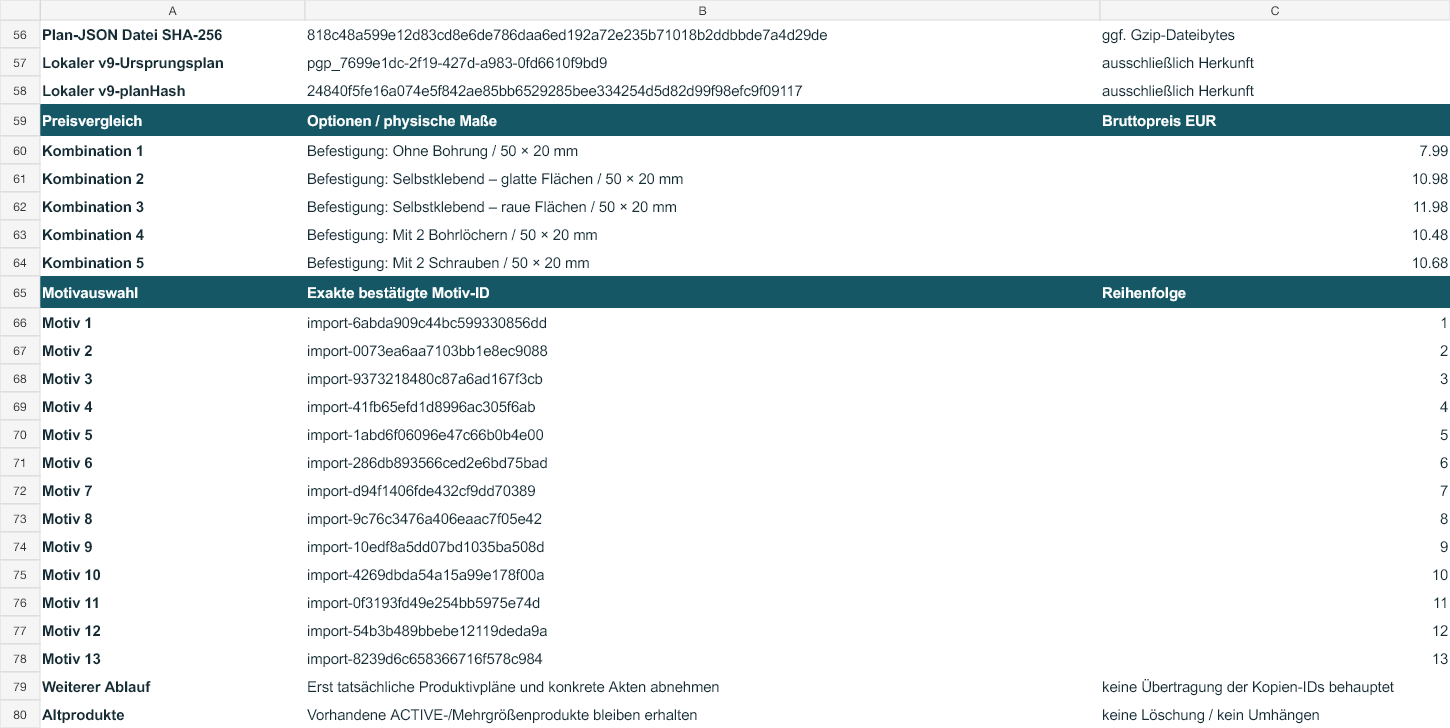 A B C
56 Plan-JSON Datei SHA-256 818c48a599e12d83cd8e6de786daa6ed192a72e235b71018b2ddbbde7a4d29de ggf. Gzip-Dateibytes
57 Lokaler v9-Ursprungsplan pgp_7699e1dc-2f19-427d-a983-0fd6610f9bd9 ausschließlich Herkunft
58 Lokaler v9-planHash 24840f5fe16a074e5f842ae85bb6529285bee334254d5d82d99f98efc9f09117 ausschließlich Herkunft
59 Preisvergleich Optionen / physische Maße Bruttopreis EUR
60 Kombination 1 Befestigung: Ohne Bohrung / 50 × 20 mm 7.99
61 Kombination 2 Befestigung: Selbstklebend – glatte Flächen / 50 × 20 mm 10.98
62 Kombination 3 Befestigung: Selbstklebend – raue Flächen / 50 × 20 mm 11.98
63 Kombination 4 Befestigung: Mit 2 Bohrlöchern / 50 × 20 mm 10.48
64 Kombination 5 Befestigung: Mit 2 Schrauben / 50 × 20 mm 10.68
65 Motivauswahl Exakte bestätigte Motiv-ID Reihenfolge
66 Motiv 1 import-6abda909c44bc599330856dd 1
67 Motiv 2 import-0073ea6aa7103bb1e8ec9088 2
68 Motiv 3 import-9373218480c87a6ad167f3cb 3
69 Motiv 4 import-41fb65efd1d8996ac305f6ab 4
70 Motiv 5 import-1abd6f06096e47c66b0b4e00 5
71 Motiv 6 import-286db893566ced2e6bd75bad 6
72 Motiv 7 import-d94f1406fde432cf9dd70389 7
73 Motiv 8 import-9c76c3476a406eaac7f05e42 8
74 Motiv 9 import-10edf8a5dd07bd1035ba508d 9
75 Motiv 10 import-4269dbda54a15a99e178f00a 10
76 Motiv 11 import-0f3193fd49e254bb5975e74d 11
77 Motiv 12 import-54b3b489bbebe12119deda9a 12
78 Motiv 13 import-8239d6c658366716f578c984 13
79 Weiterer Ablauf Erst tatsächliche Produktivpläne und konkrete Akten abnehmen keine Übertragung der Kopien-IDs behauptet
80 Altprodukte Vorhandene ACTIVE-/Mehrgrößenprodukte bleiben erhalten keine Löschung / kein Umhängen